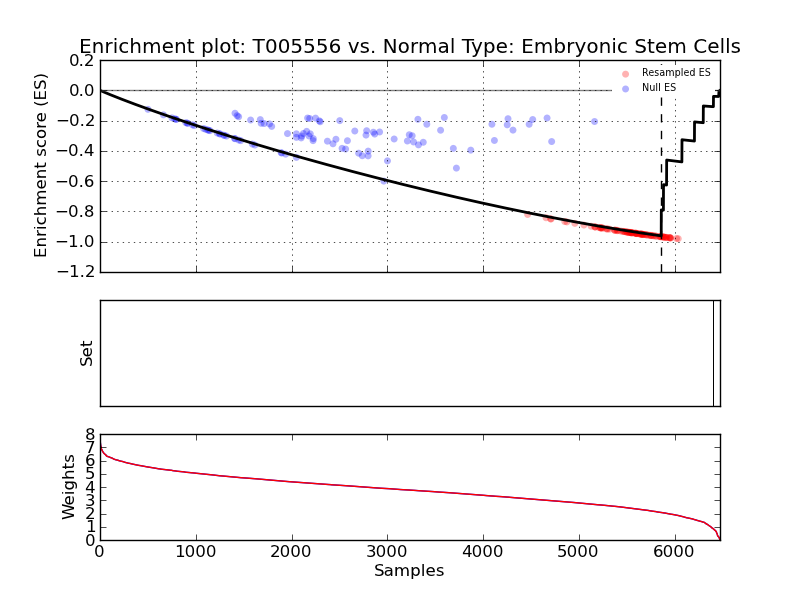 Enrichment plot: T005556 vs. Normal Type: Embryonic Stem Cells
Enrichment score (ES)
0.2
0.0
−0.2
−0.4
−0.6
−0.8
−1.0
−1.2
Resampled ES
Null ES
Set
Weights
8
7
6
5
4
3
2
1
0
0 1000 2000 3000 4000 5000 6000
Samples